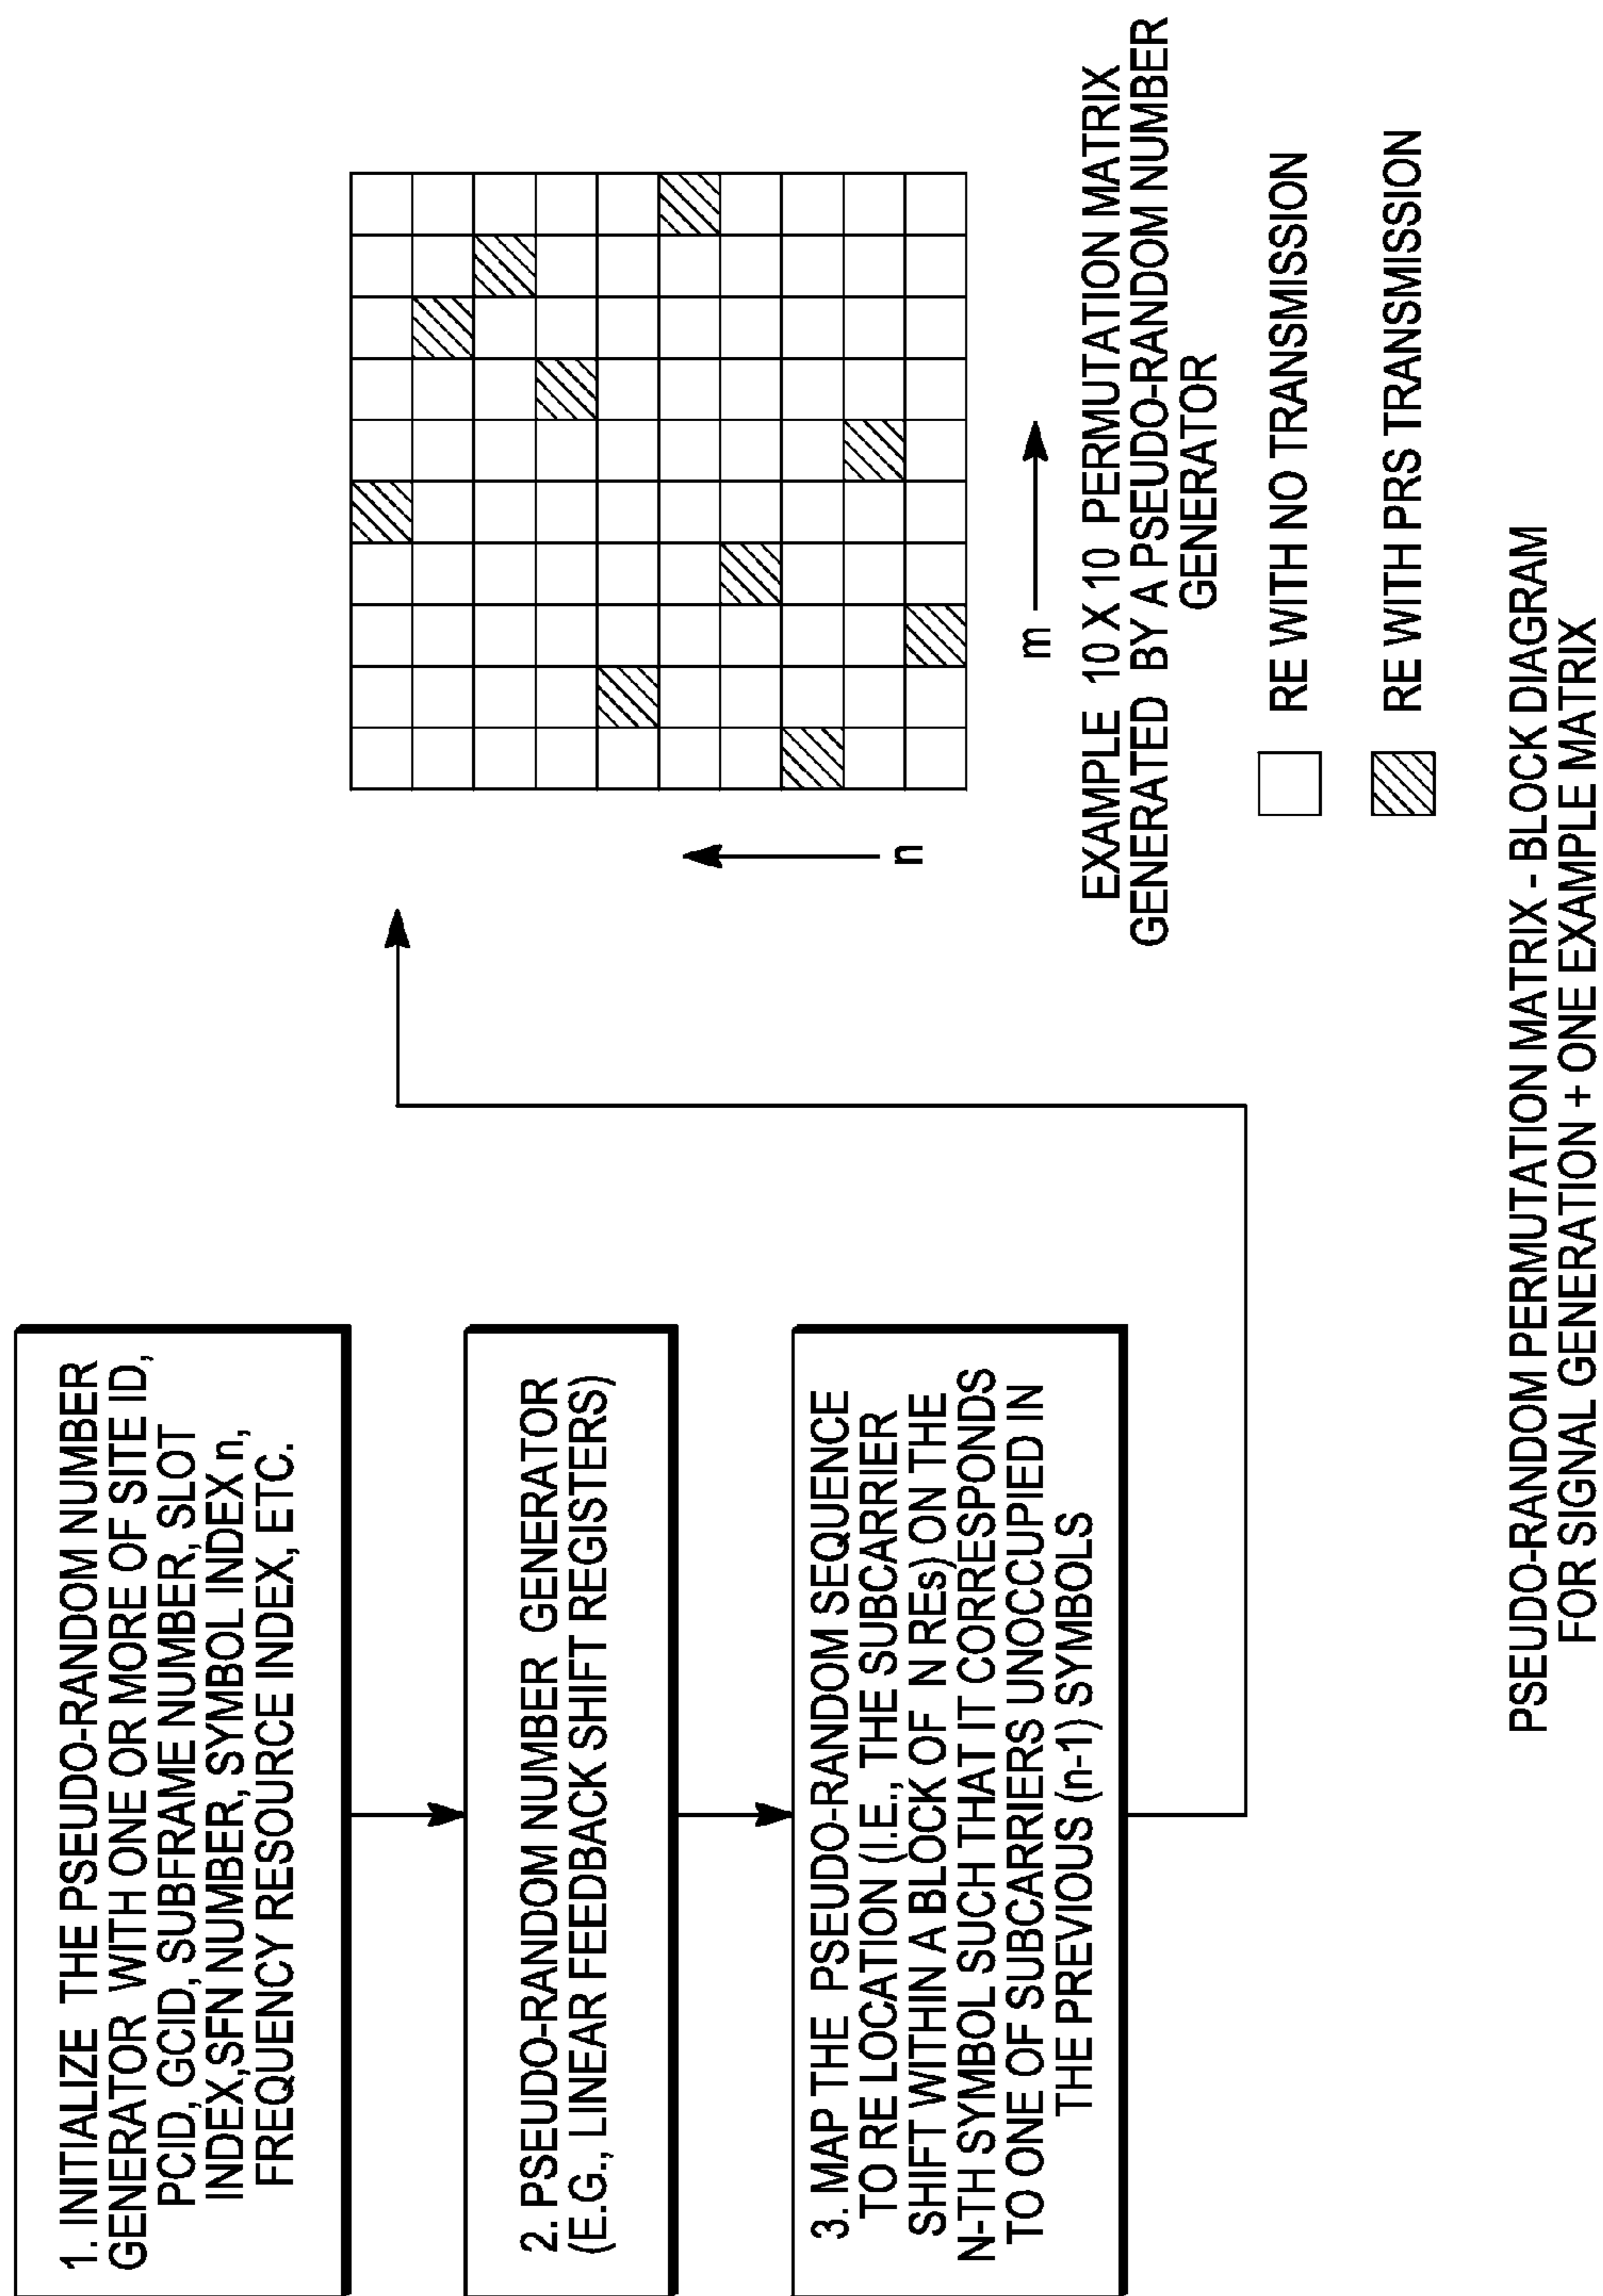 1. INITIALIZE THE PSEUDO-RANDOM NUMBER
GENERATOR WITH ONE OR MORE OF SITE ID,
PCID, GCID, SUBFRAME NUMBER, SLOT
INDEX,SFN NUMBER, SYMBOL INDEX n,
FREQUENCY RESOURCE INDEX, ETC.
2. PSEUDO-RANDOM NUMBER GENERATOR
(E.G., LINEAR FEEDBACK SHIFT REGISTERS)
3. MAP THE PSEUDO-RANDOM SEQUENCE
TO RE LOCATION (I.E., THE SUBCARRIER
SHIFT WITHIN A BLOCK OF N REs) ON THE
N-TH SYMBOL SUCH THAT IT CORRESPONDS
TO ONE OF SUBCARRIERS UNOCCUPIED IN
THE PREVIOUS (n-1) SYMBOLS
n
m
EXAMPLE 10 X 10 PERMUTATION MATRIX
GENERATED BY A PSEUDO-RANDOM NUMBER
GENERATOR
RE WITH NO TRANSMISSION
RE WITH PRS TRANSMISSION
PSEUDO-RANDOM PERMUTATION MATRIX - BLOCK DIAGRAM
FOR SIGNAL GENERATION + ONE EXAMPLE MATRIX